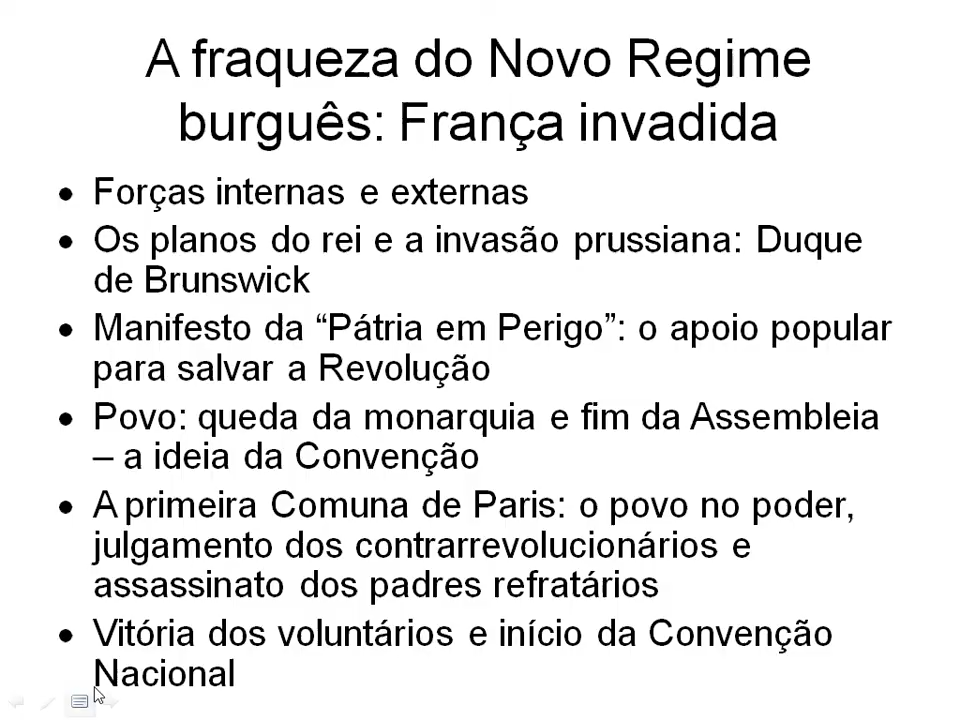 A fraqueza do Novo Regime
burguês: França invadida
• Forças internas e externas
• Os planos do rei e a invasão prussiana: Duque
de Brunswick
• Manifesto da “Pátria em Perigo”: o apoio popular
para salvar a Revolução
• Povo: queda da monarquia e fim da Assembleia
– a ideia da Convenção
• A primeira Comuna de Paris: o povo no poder,
julgamento dos contrarrevolucionários e
assassinato dos padres refratários
• Vitória dos voluntários e início da Convenção
Nacional